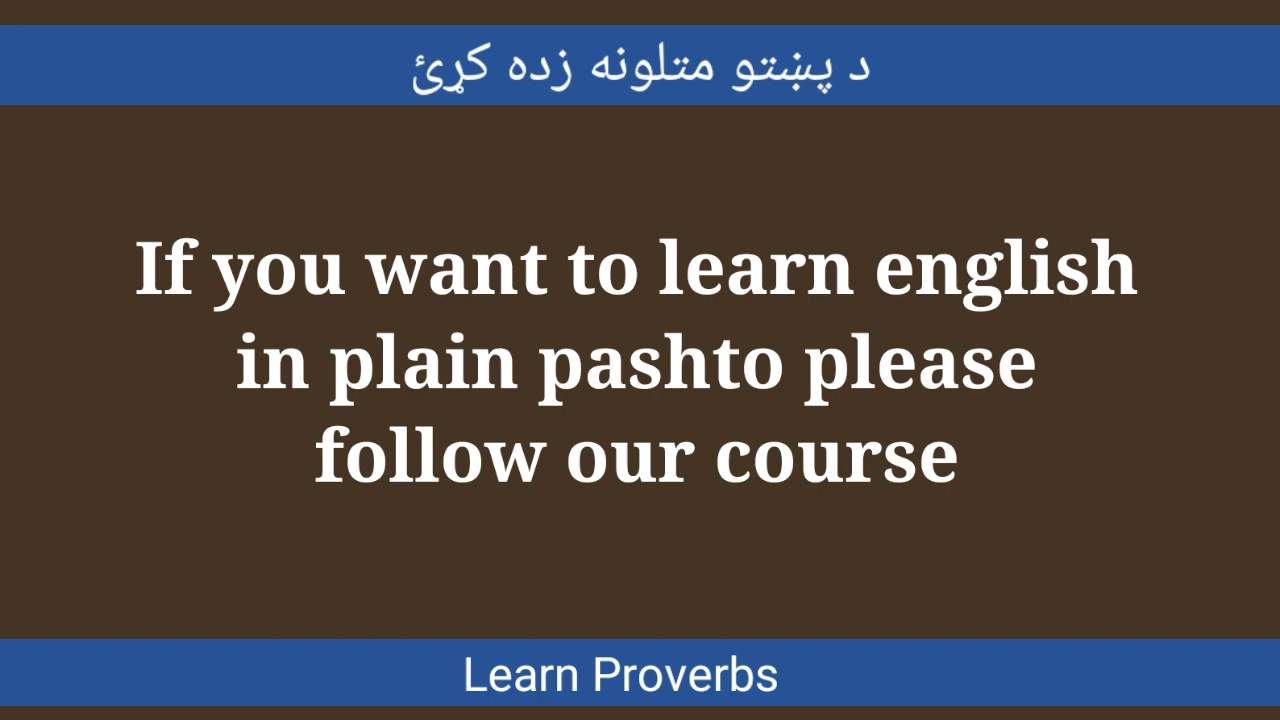 د پښتو متلونه زده کړئ
If you want to learn english
in plain pashto please
follow our course
Learn Proverbs